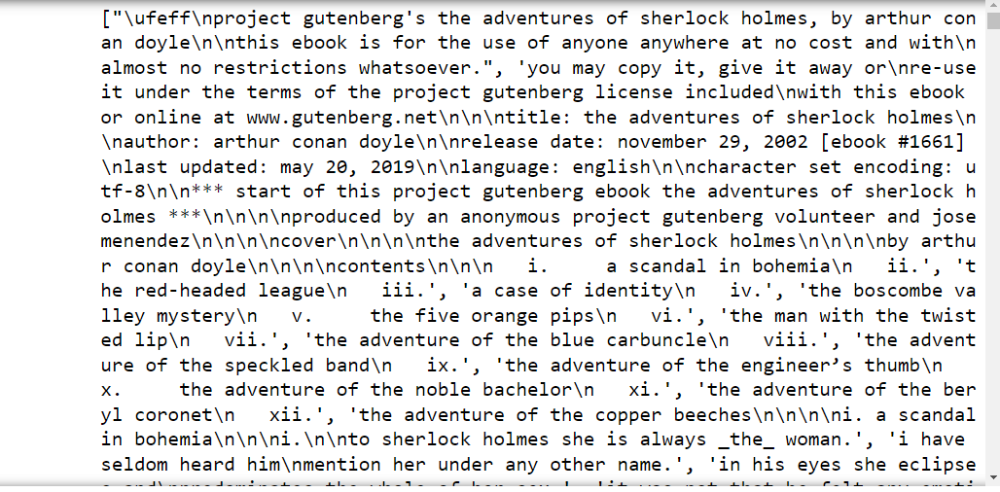 ["\ufeff\nproject gutenberg's the adventures of sherlock holmes, by arthur con
an doyle\n\nthis ebook is for the use of anyone anywhere at no cost and with\n
almost no restrictions whatsoever.", 'you may copy it, give it away or\nre-use
it under the terms of the project gutenberg license included\nwith this ebook
or online at www.gutenberg.net\n\n\ntitle: the adventures of sherlock holmes\n
\nauthor: arthur conan doyle\n\nrelease date: november 29, 2002 [ebook #1661]
\nlast updated: may 20, 2019\n\nlanguage: english\n\ncharacter set encoding: u
tf-8\n\n*** start of this project gutenberg ebook the adventures of sherlock h
olmes ***\n\n\n\nproduced by an anonymous project gutenberg volunteer and jose
menendez\n\n\n\ncover\n\n\n\nthe adventures of sherlock holmes\n\n\n\nby arthu
r conan doyle\n\n\n\ncontents\n\n\n   i.     a scandal in bohemia\n   ii.', 't
he red-headed league\n   iii.', 'a case of identity\n   iv.', 'the boscombe va
lley mystery\n   v.     the five orange pips\n   vi.', 'the man with the twist
ed lip\n   vii.', 'the adventure of the blue carbuncle\n   viii.', 'the advent
ure of the speckled band\n   ix.', 'the adventure of the engineer’s thumb\n
x.     the adventure of the noble bachelor\n   xi.', 'the adventure of the ber
yl coronet\n   xii.', 'the adventure of the copper beeches\n\n\n\ni. a scandal
in bohemia\n\n\ni.\n\nto sherlock holmes she is always _the_ woman.', 'i have
seldom heard him\nmention her under any other name.', 'in his eyes she eclipse